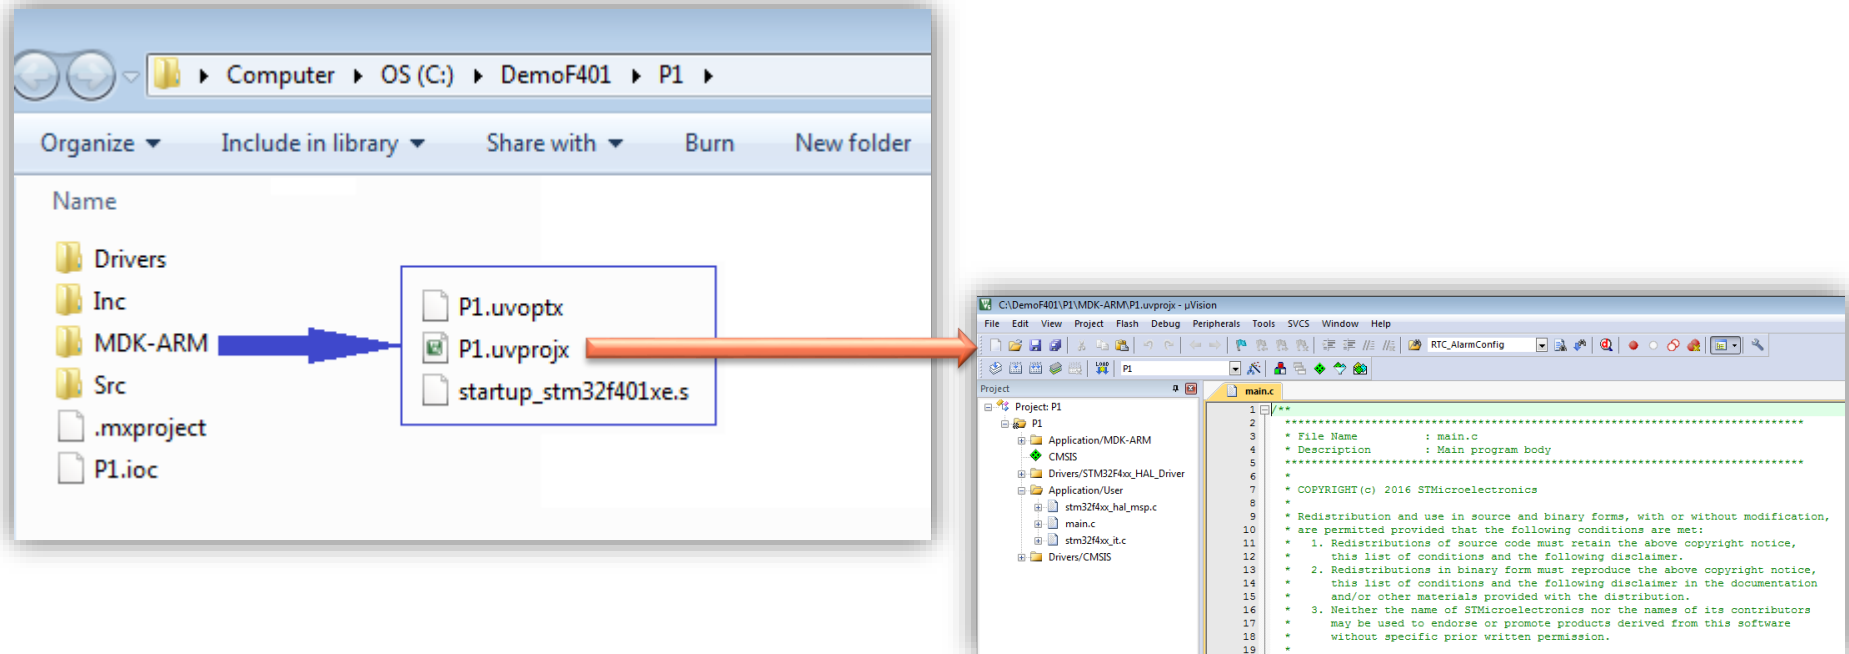 Computer OS (C:) DemoF401 P1
Organize Include in library Share with Burn New folder
Name
Drivers
Inc
MDK-ARM
Src
.mxproject
P1.ioc
P1.uvoptx
P1.uvprojx
startup_stm32f401xe.s
C:\DemoF401\P1\MDK-ARM\P1.uvprojx - µVision
File Edit View Project Flash Debug Peripherals Tools SVCS Window Help
RTC_AlarmConfig
LOAD P1
Project
Project: P1
P1
Application/MDK-ARM
CMSIS
Drivers/STM32F4xx_HAL_Driver
Application/User
stm32f4xx_hal_msp.c
main.c
stm32f4xx_it.c
Drivers/CMSIS
main.c
1 /**
2 ******************************************************************************
3 * File Name : main.c
4 * Description : Main program body
5 ******************************************************************************
6 *
7 * COPYRIGHT(c) 2016 STMicroelectronics
8 *
9 * Redistribution and use in source and binary forms, with or without modification,
10 * are permitted provided that the following conditions are met:
11 * 1. Redistributions of source code must retain the above copyright notice,
12 * this list of conditions and the following disclaimer.
13 * 2. Redistributions in binary form must reproduce the above copyright notice,
14 * this list of conditions and the following disclaimer in the documentation
15 * and/or other materials provided with the distribution.
16 * 3. Neither the name of STMicroelectronics nor the names of its contributors
17 * may be used to endorse or promote products derived from this software
18 * without specific prior written permission.
19 *